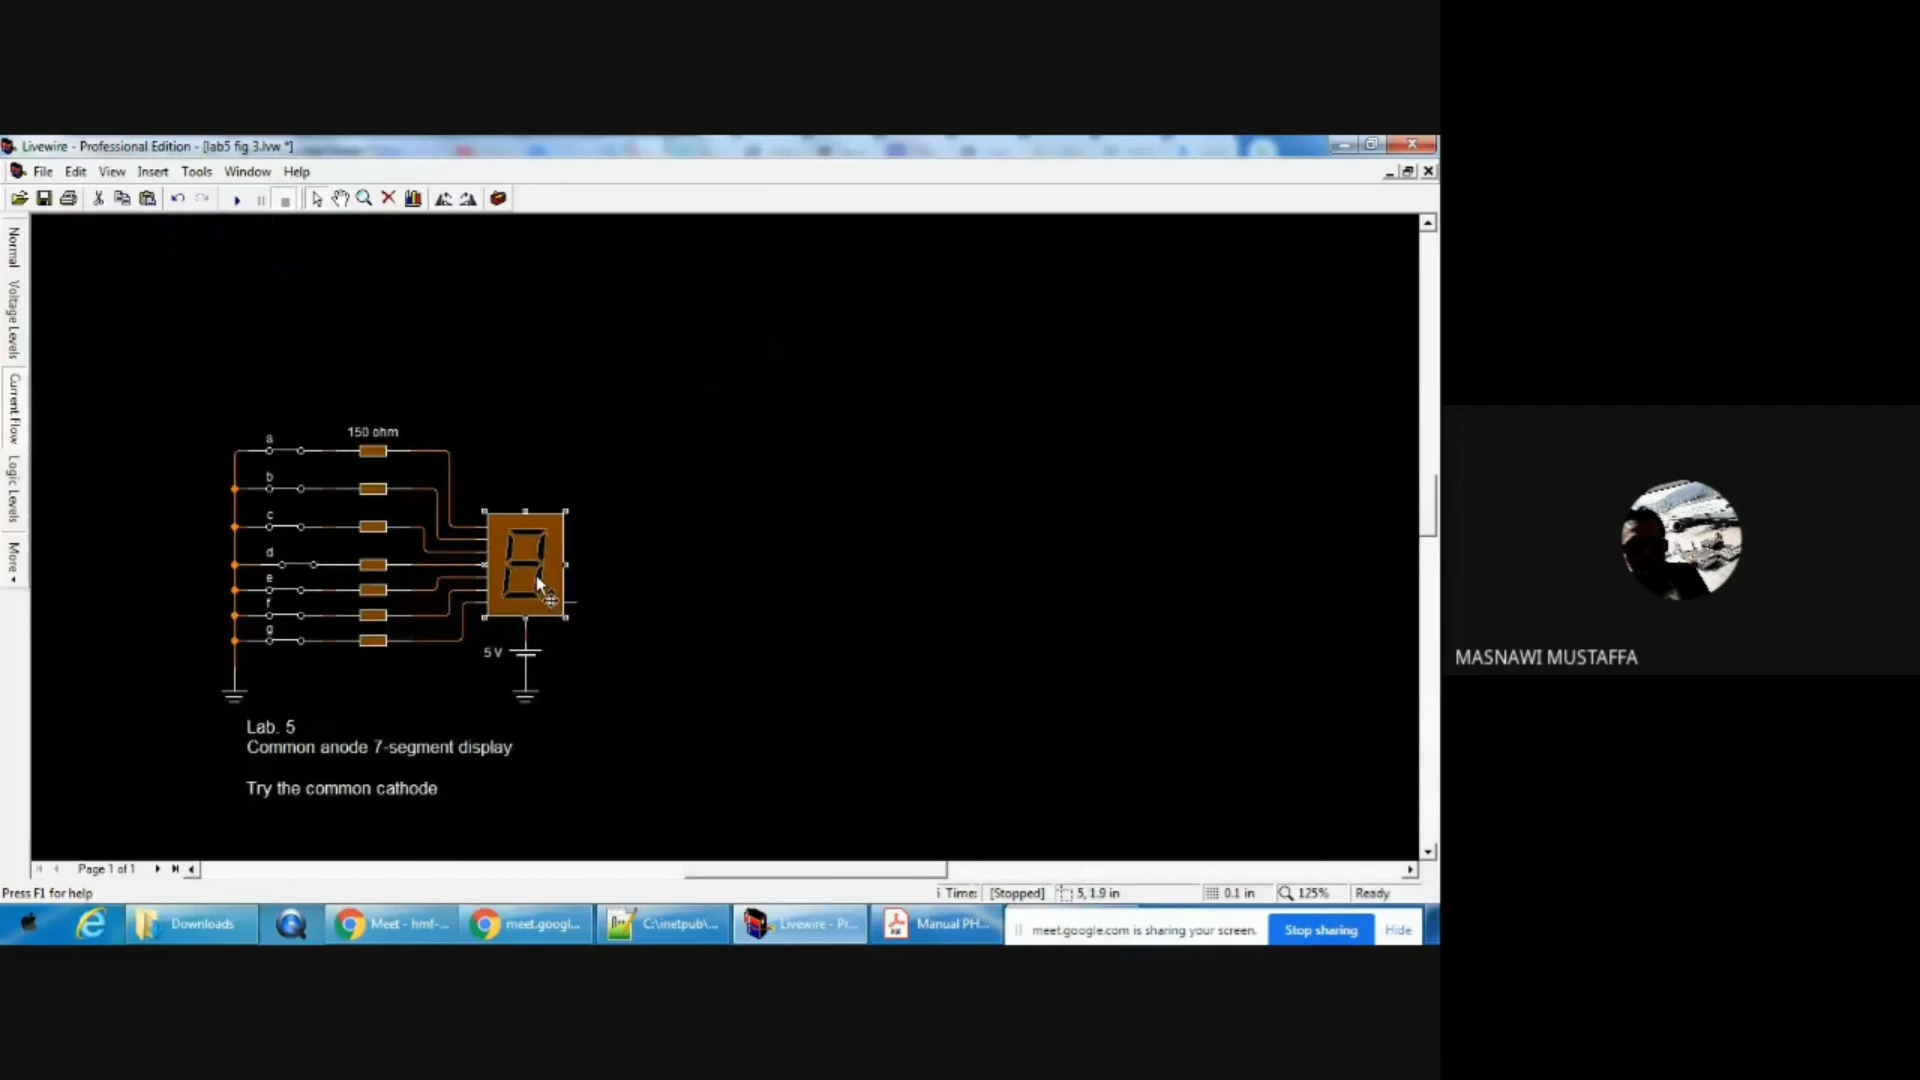 Livewire - Professional Edition - [lab5 fig 3.lvw *]
File Edit View Insert Tools Window Help
Normal
Voltage Levels
Current Flow
Logic Levels
More
a
150 ohm
b
c
d
e
f
g
5 V
Lab. 5
Common anode 7-segment display
Try the common cathode
MASNAWI MUSTAFFA
Page 1 of 1
Press F1 for help
Time: [Stopped] 5, 1.9 in 0.1 in 125% Ready
Downloads Meet - hmf-... meet.googl... C:\inetpub\... Livewire - Pr... Manual PH...
meet.google.com is sharing your screen. Stop sharing Hide